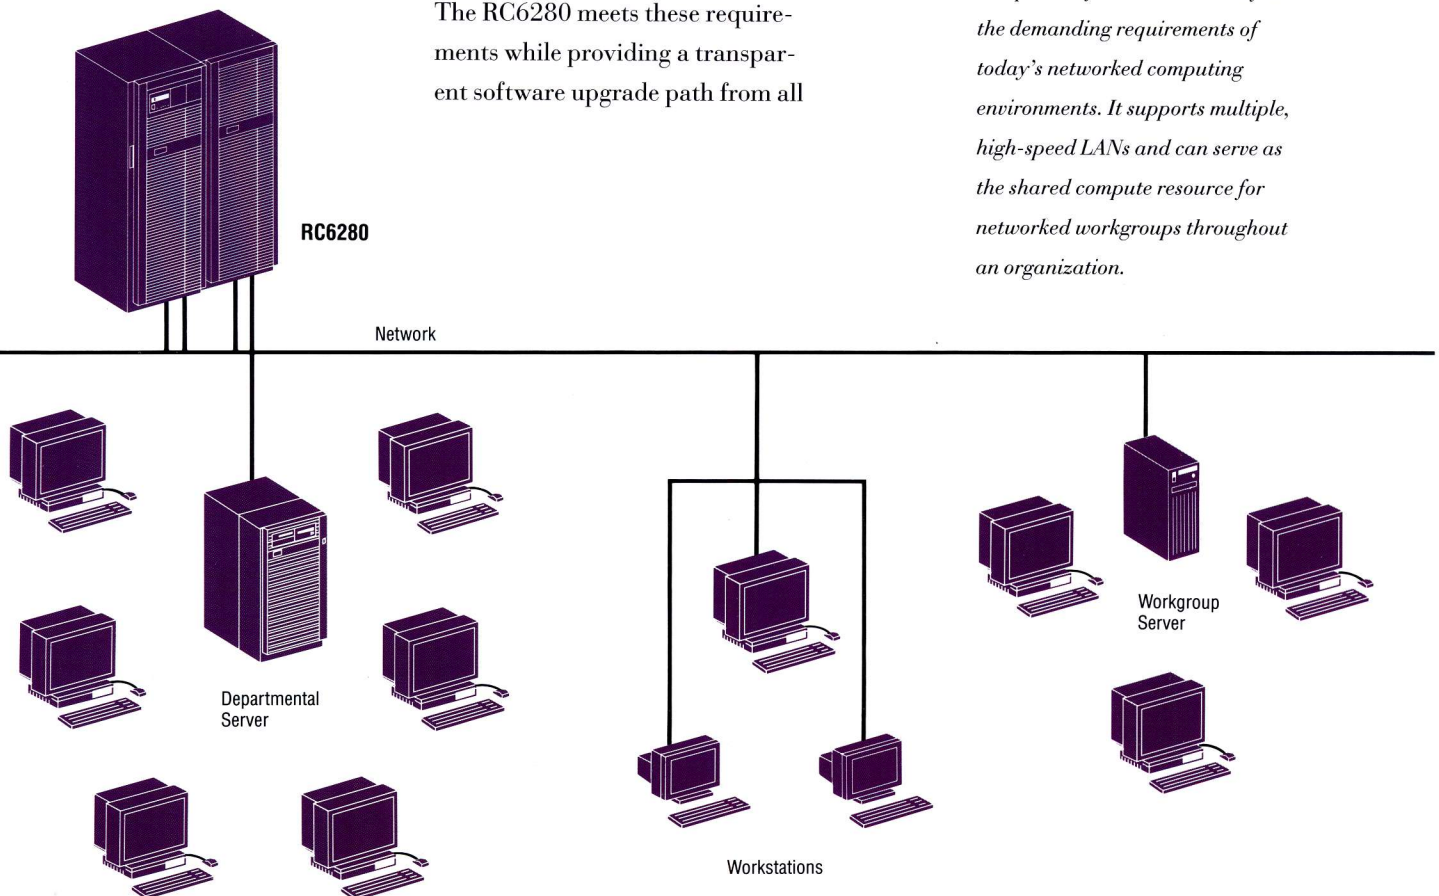 The RC6280 meets these require-
ments while providing a transpar-
ent software upgrade path from all
the demanding requirements of
today's networked computing
environments. It supports multiple,
high-speed LANs and can serve as
the shared compute resource for
networked workgroups throughout
an organization.
RC6280
Network
Departmental
Server
Workgroup
Server
Workstations